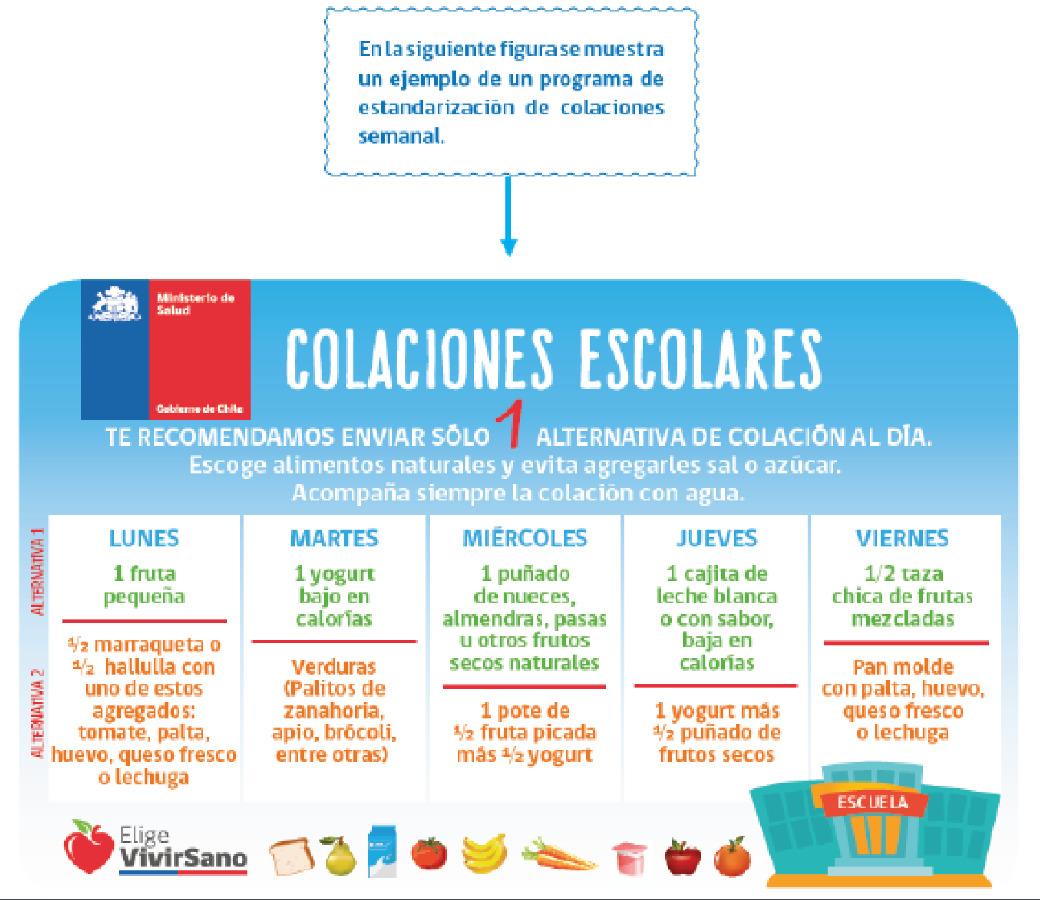 En la siguiente figura se muestra
un ejemplo de un programa de
estandarización de colaciones
semanal.
Ministerio de
Salud
Gobierno de Chile
COLACIONES ESCOLARES
TE RECOMENDAMOS ENVIAR SÓLO 1 ALTERNATIVA DE COLACIÓN AL DÍA.
Escoge alimentos naturales y evita agregarles sal o azúcar.
Acompaña siempre la colación con agua.
ALTERNATIVA 1
ALTERNATIVA 2
LUNES
1 fruta
pequeña
1/2 marraqueta o
1/2 hallulla con
uno de estos
agregados:
tomate, palta,
huevo, queso fresco
o lechuga
MARTES
1 yogurt
bajo en
calorías
Verduras
(Palitos de
zanahoria,
apio, brócoli,
entre otras)
MIÉRCOLES
1 puñado
de nueces,
almendras, pasas
u otros frutos
secos naturales
1 pote de
1/2 fruta picada
más 1/2 yogurt
JUEVES
1 cajita de
leche blanca
o con sabor,
baja en
calorías
1 yogurt más
1/2 puñado de
frutos secos
VIERNES
1/2 taza
chica de frutas
mezcladas
Pan molde
con palta, huevo,
queso fresco
o lechuga
ESCUELA
Elige
VivirSano